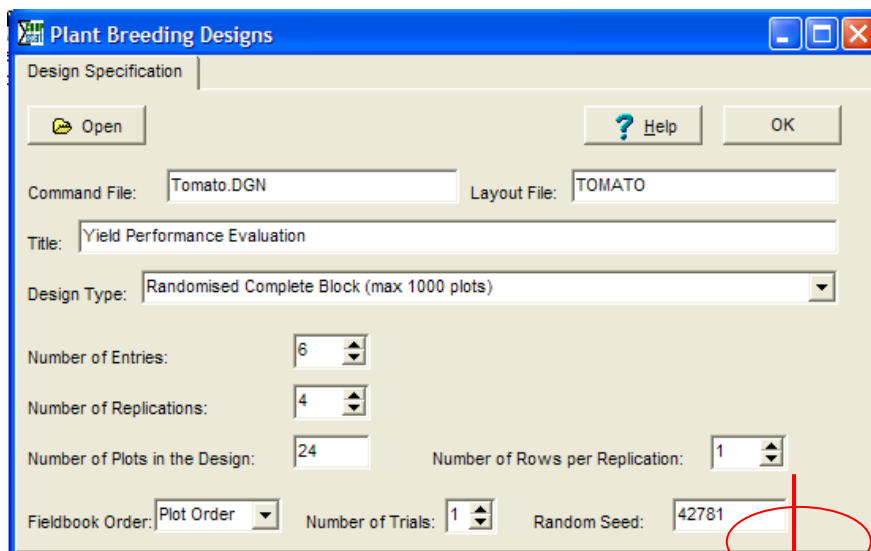 Plant Breeding Designs
Design Specification
Open Help OK
Command File: Tomato.DGN Layout File: TOMATO
Title: Yield Performance Evaluation
Design Type: Randomised Complete Block (max 1000 plots)
Number of Entries: 6
Number of Replications: 4
Number of Plots in the Design: 24 Number of Rows per Replication: 1
Fieldbook Order: Plot Order Number of Trials: 1 Random Seed: 42781